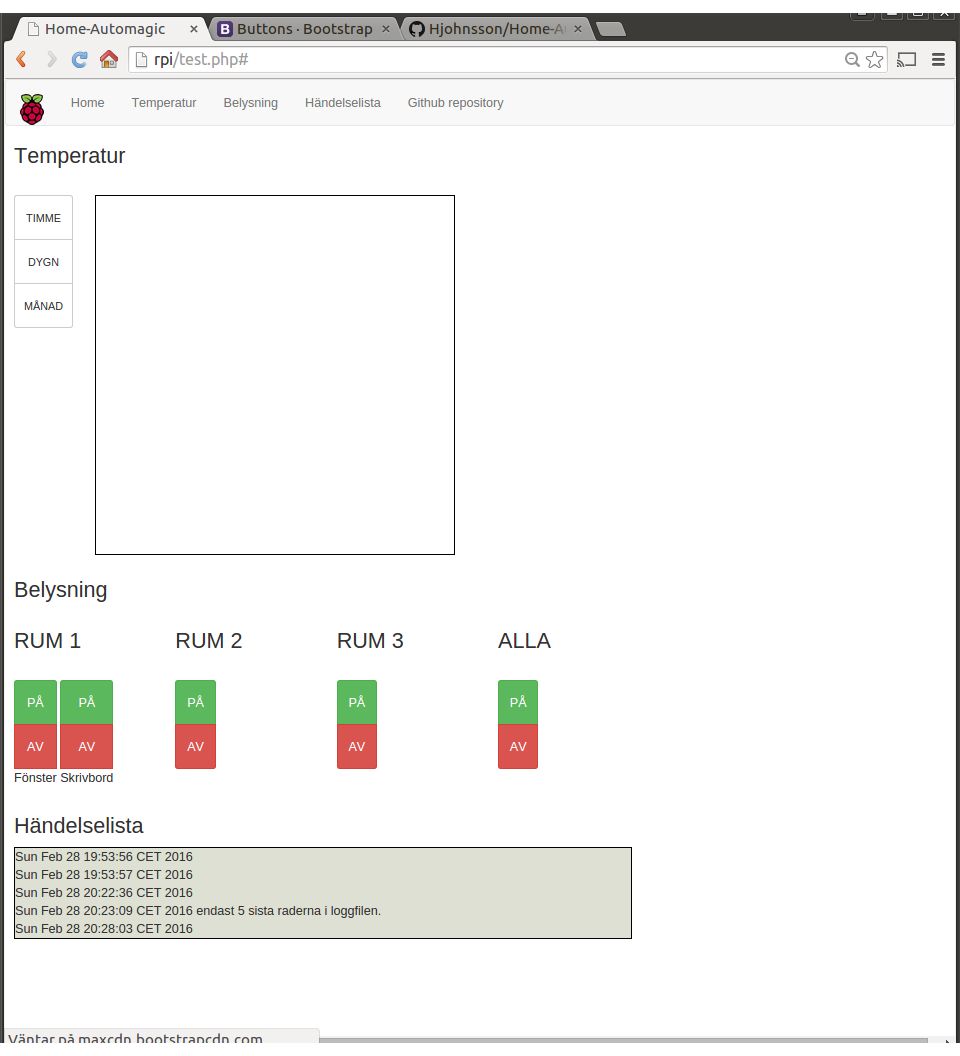 Home-Automagic × Buttons · Bootstrap × Hjohnsson/Home-A ×
rpi/test.php#
Home Temperatur Belysning Händelselista Github repository
Temperatur
TIMME
DYGN
MÅNAD
Belysning
RUM 1 RUM 2 RUM 3 ALLA
PÅ PÅ PÅ PÅ PÅ
AV AV AV AV AV
Fönster Skrivbord
Händelselista
Sun Feb 28 19:53:56 CET 2016
Sun Feb 28 19:53:57 CET 2016
Sun Feb 28 20:22:36 CET 2016
Sun Feb 28 20:23:09 CET 2016 endast 5 sista raderna i loggfilen.
Sun Feb 28 20:28:03 CET 2016
Väntar på maxcdn.bootstrapcdn.com